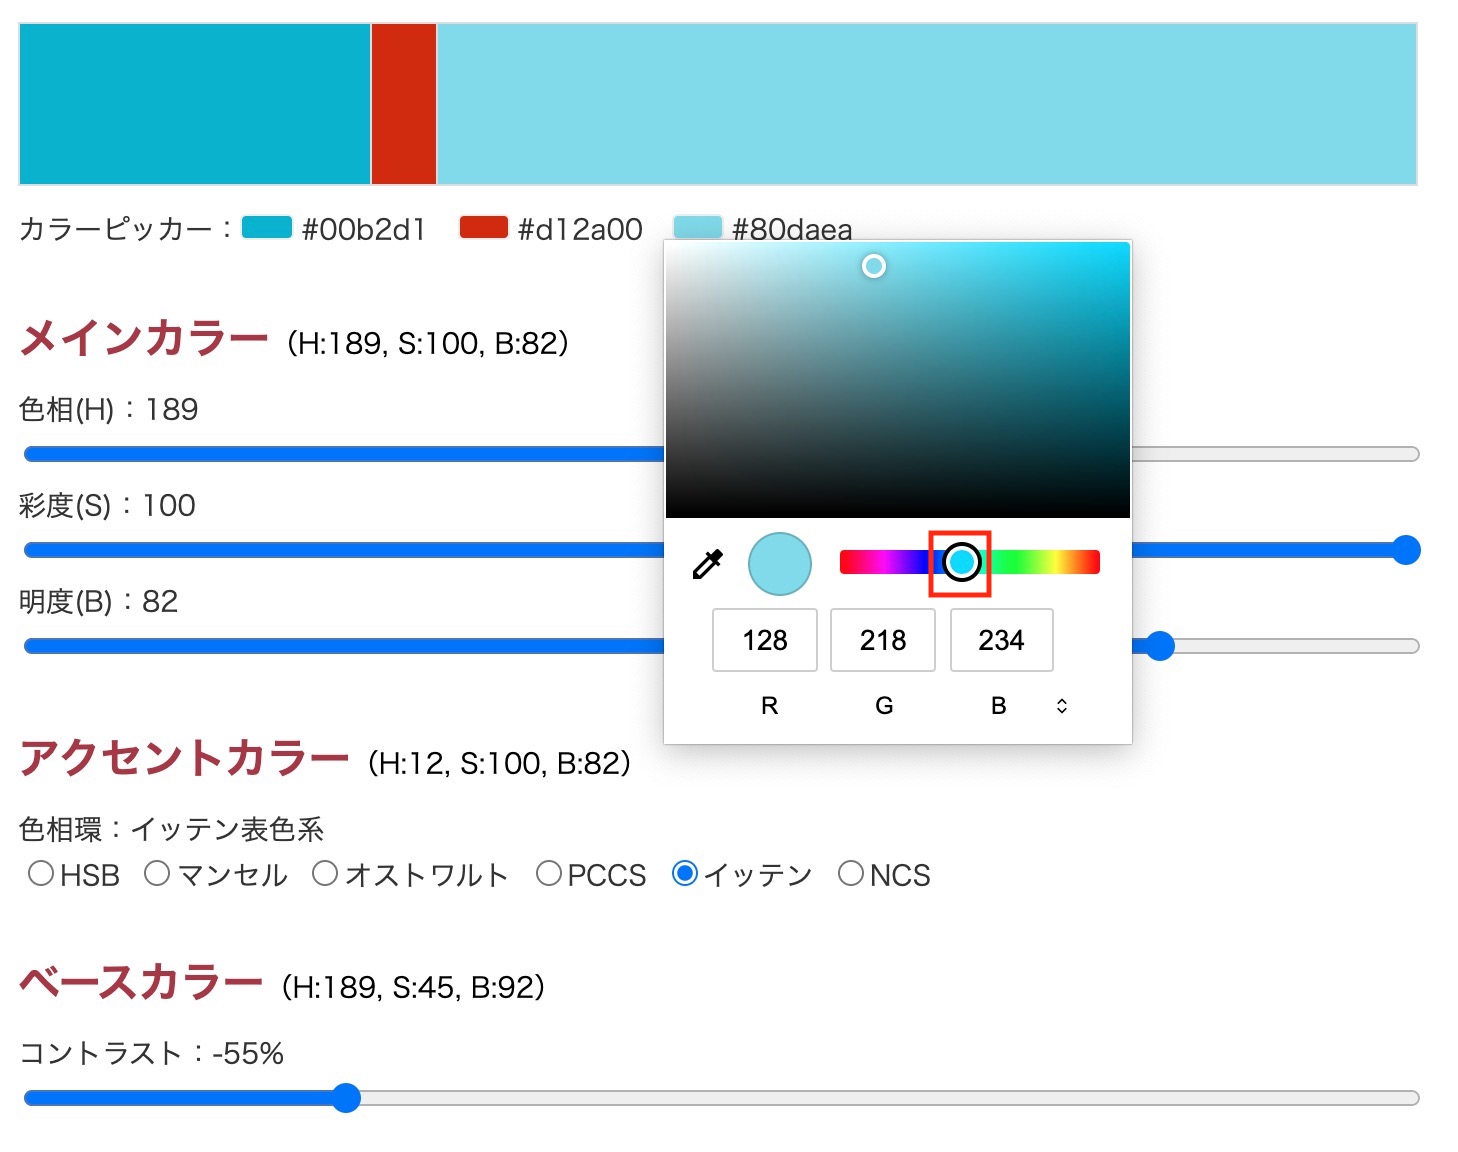 カラーピッカー： #00b2d1 #d12a00 #80daea
メインカラー （H:189, S:100, B:82）
色相(H)：189
彩度(S)：100
明度(B)：82
128 218 234
R G B
アクセントカラー （H:12, S:100, B:82）
色相環：イッテン表色系
HSB マンセル オストワルト PCCS イッテン NCS
ベースカラー （H:189, S:45, B:92）
コントラスト：-55%